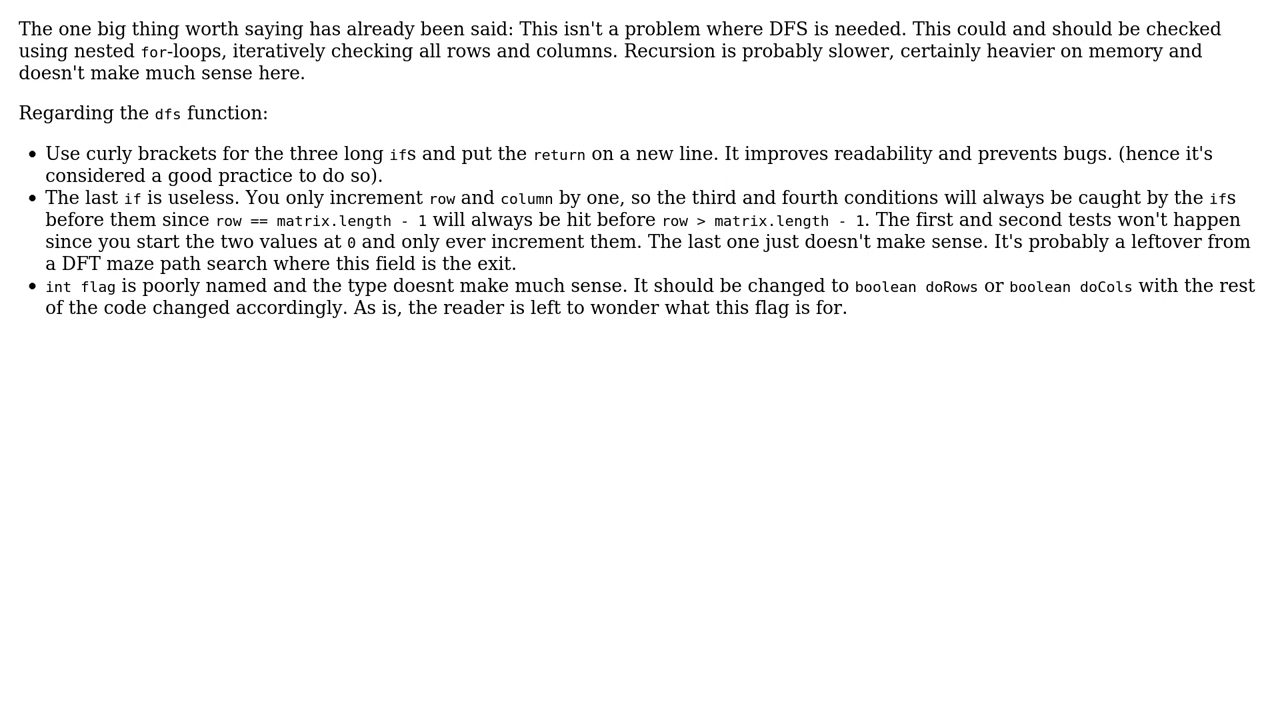 The one big thing worth saying has already been said: This isn't a problem where DFS is needed. This could and should be checked
using nested for-loops, iteratively checking all rows and columns. Recursion is probably slower, certainly heavier on memory and
doesn't make much sense here.
Regarding the dfs function:
• Use curly brackets for the three long ifs and put the return on a new line. It improves readability and prevents bugs. (hence it's
considered a good practice to do so).
• The last if is useless. You only increment row and column by one, so the third and fourth conditions will always be caught by the ifs
before them since row == matrix.length - 1 will always be hit before row > matrix.length - 1. The first and second tests won't happen
since you start the two values at 0 and only ever increment them. The last one just doesn't make sense. It's probably a leftover from
a DFT maze path search where this field is the exit.
• int flag is poorly named and the type doesnt make much sense. It should be changed to boolean doRows or boolean doCols with the rest
of the code changed accordingly. As is, the reader is left to wonder what this flag is for.